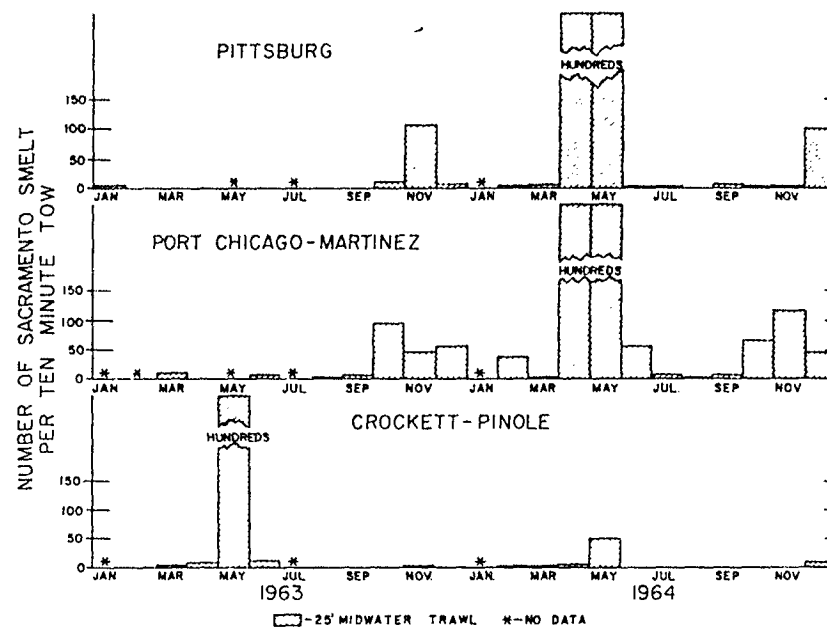 NUMBER OF SACRAMENTO SMELT
PER TEN MINUTE TOW
PITTSBURG
HUNDREDS
150
100
50
0
* * *
JAN MAR MAY JUL SEP NOV JAN MAR MAY JUL SEP NOV
PORT CHICAGO-MARTINEZ
HUNDREDS
150
100
50
0
* * * * *
JAN MAR MAY JUL SEP NOV JAN MAR MAY JUL SEP NOV
CROCKETT-PINOLE
HUNDREDS
150
100
50
0
* * *
JAN MAR MAY JUL SEP NOV. JAN. MAR MAY JUL SEP NOV
1963 1964
-25' MIDWATER TRAWL *-NO DATA